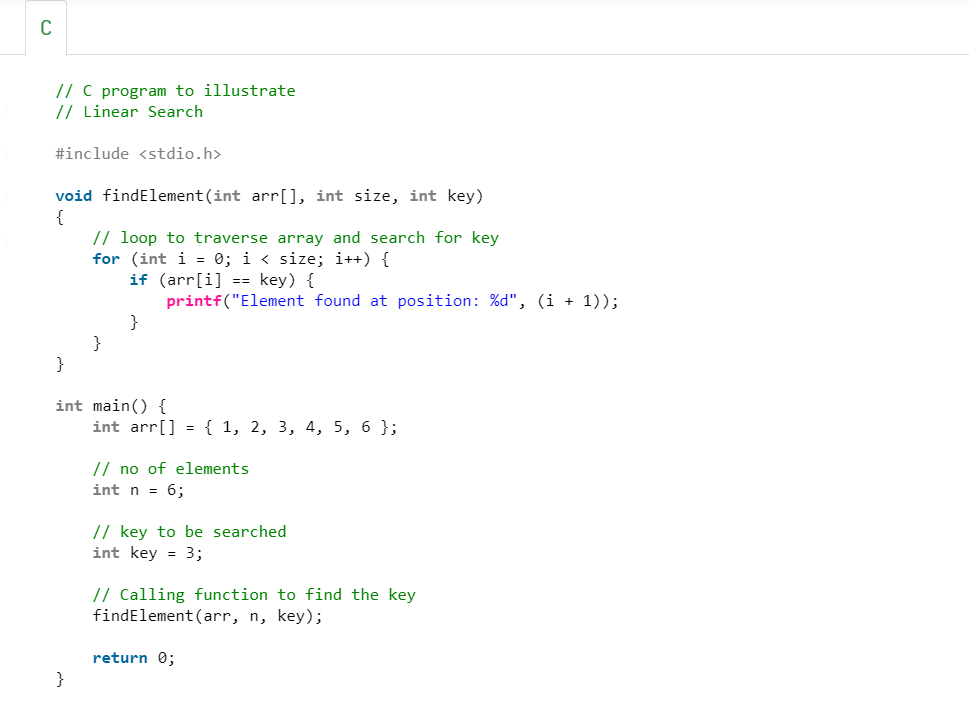 C
// C program to illustrate
// Linear Search
#include <stdio.h>
void findElement(int arr[], int size, int key)
{
    // loop to traverse array and search for key
    for (int i = 0; i < size; i++) {
        if (arr[i] == key) {
            printf("Element found at position: %d", (i + 1));
        }
    }
}
int main() {
    int arr[] = { 1, 2, 3, 4, 5, 6 };
    // no of elements
    int n = 6;
    // key to be searched
    int key = 3;
    // Calling function to find the key
    findElement(arr, n, key);
    return 0;
}